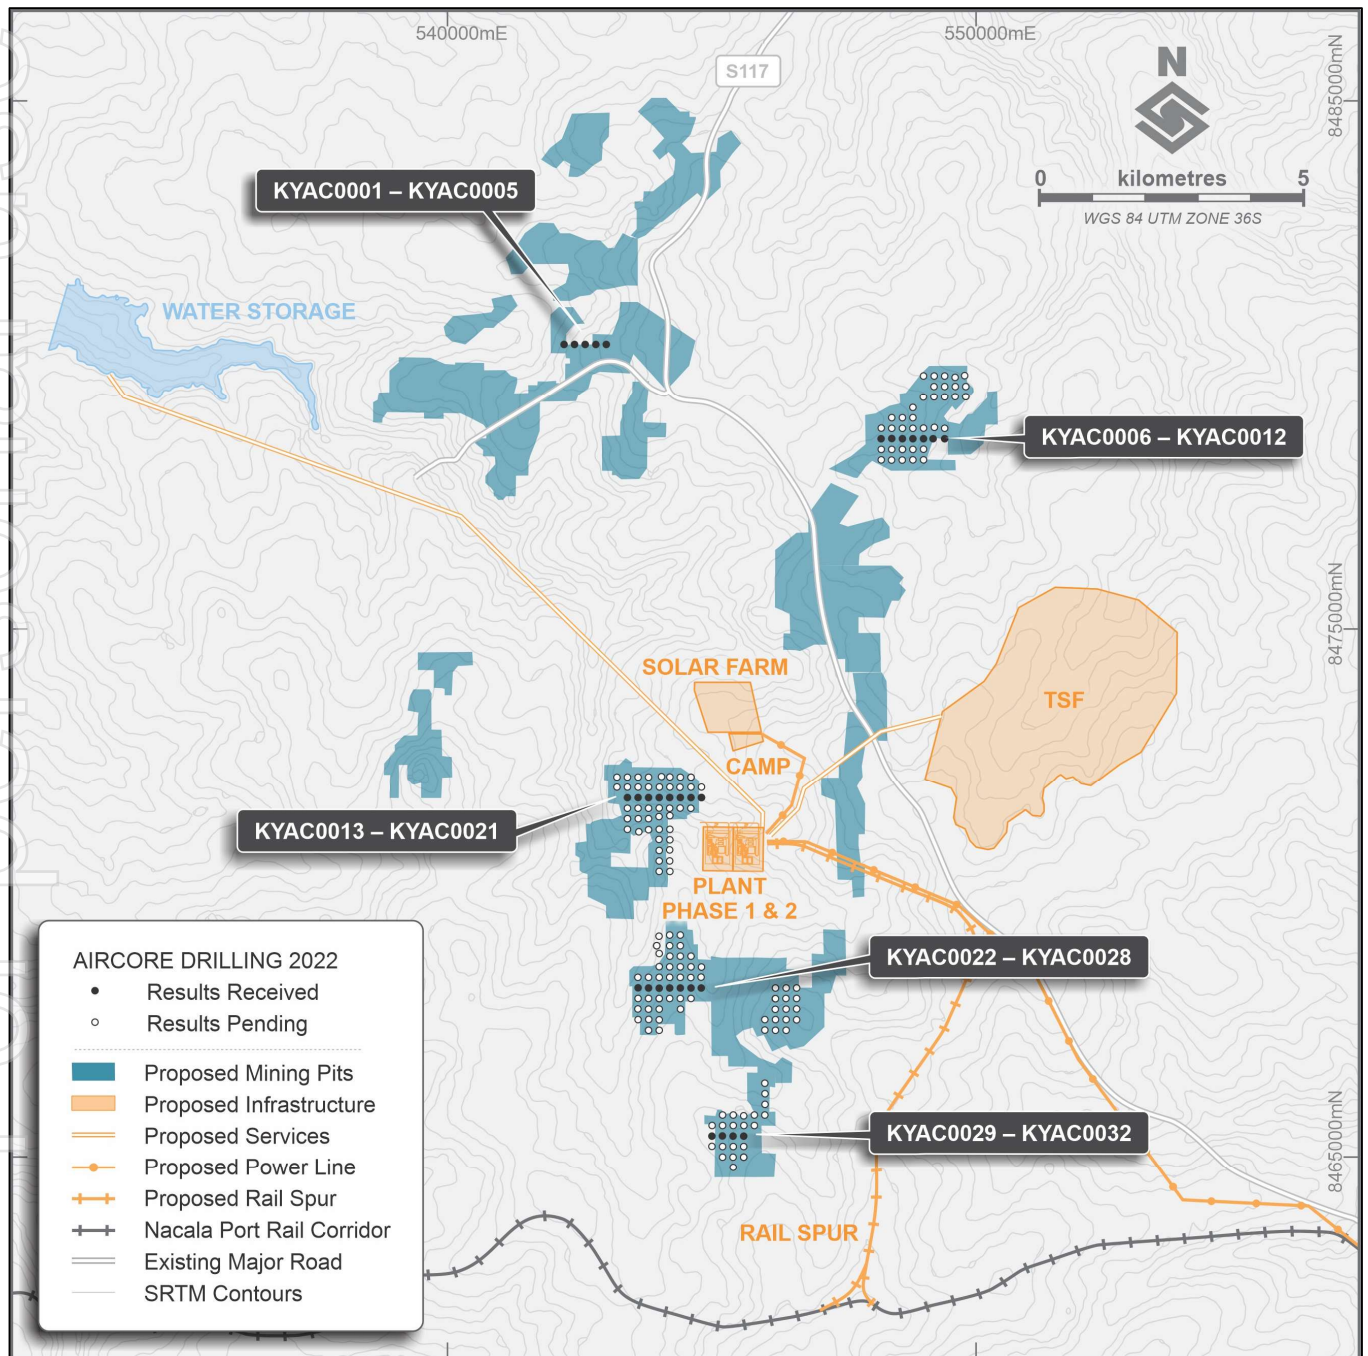 540000mE
550000mE
8485000mN
S117
N
0 kilometres 5
WGS 84 UTM ZONE 36S
KYAC0001 – KYAC0005
WATER STORAGE
KYAC0006 – KYAC0012
8475000mN
SOLAR FARM
TSF
CAMP
KYAC0013 – KYAC0021
PLANT
PHASE 1 & 2
KYAC0022 – KYAC0028
KYAC0029 – KYAC0032
8465000mN
RAIL SPUR
AIRCORE DRILLING 2022
Results Received
Results Pending
Proposed Mining Pits
Proposed Infrastructure
Proposed Services
Proposed Power Line
Proposed Rail Spur
Nacala Port Rail Corridor
Existing Major Road
SRTM Contours